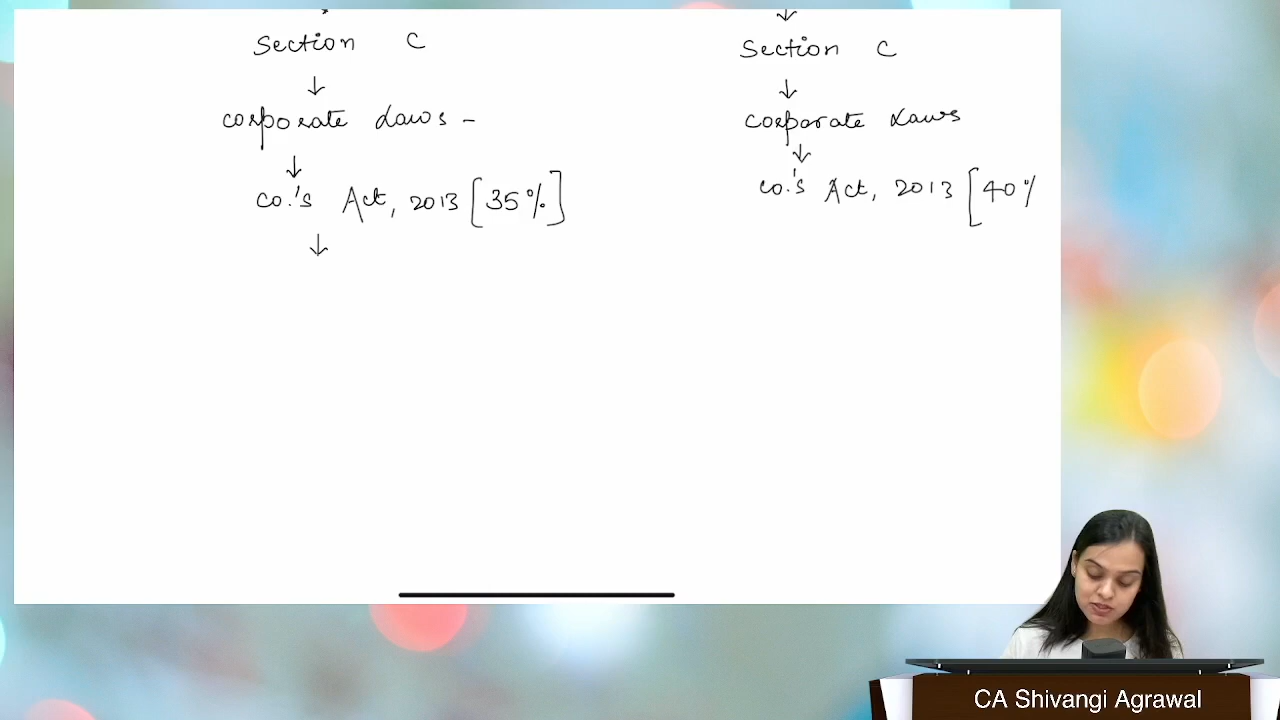 Section C
↓
corporate Laws -
↓
co.'s Act, 2013 [35%]
↓
↓
Section C
↓
corporate Laws
↓
co.'s Act, 2013 [40%
CA Shivangi Agrawal